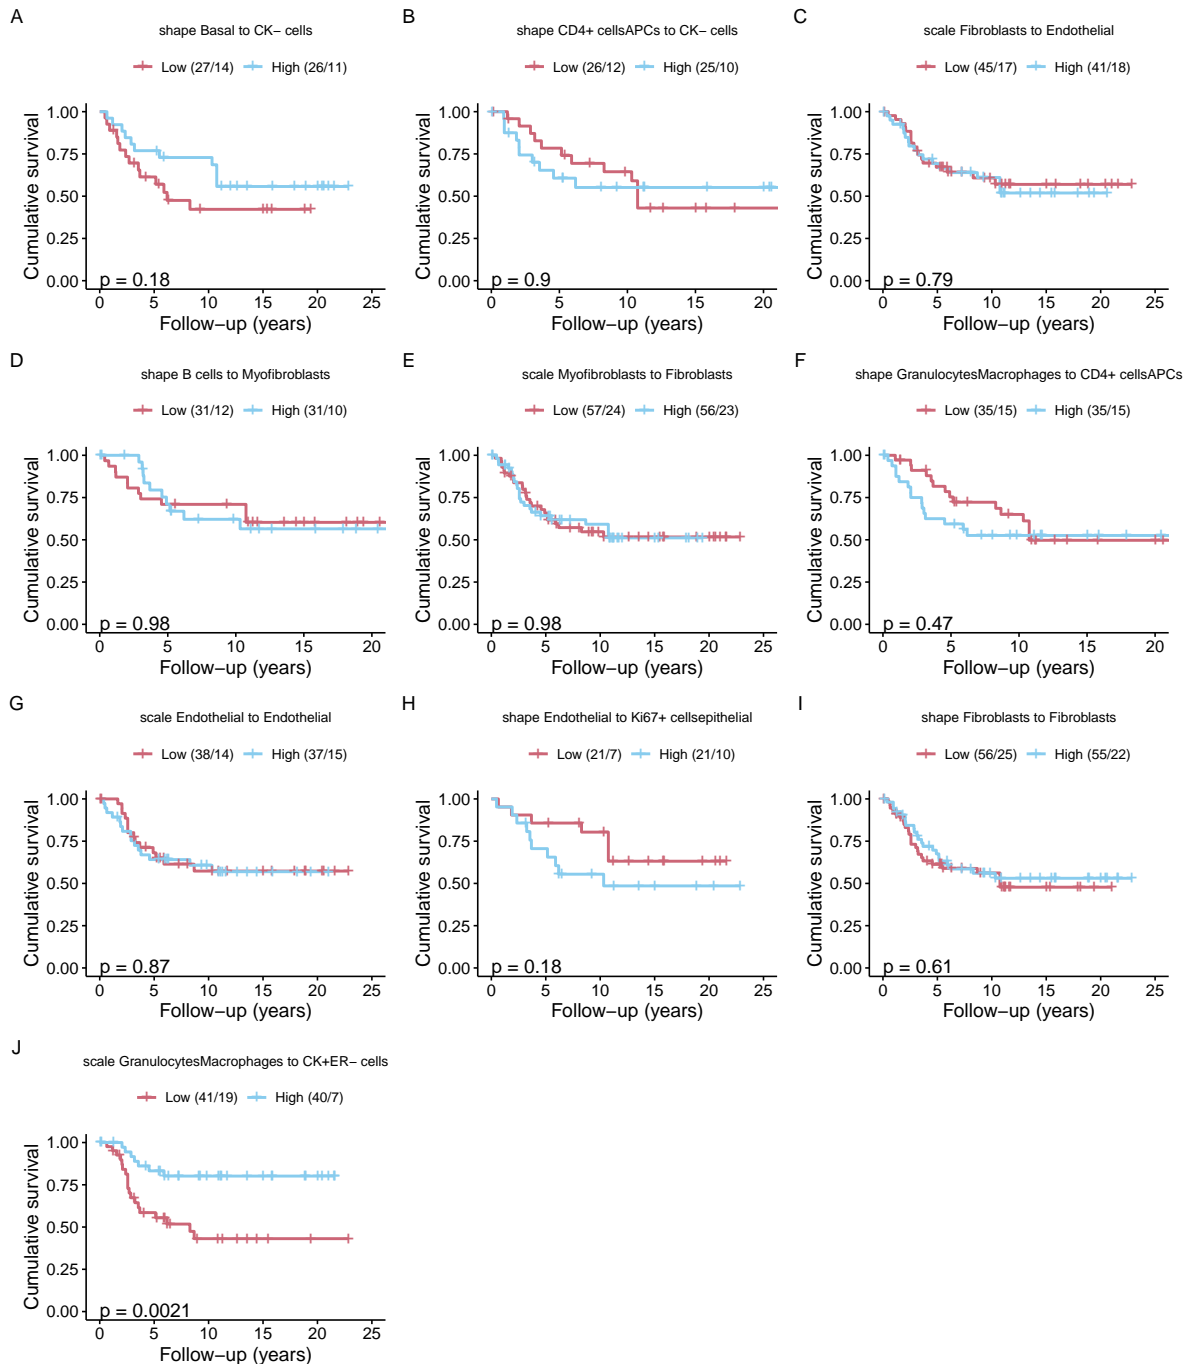 A
shape Basal to CK− cells
Low (27/14) High (26/11)
1.00
0.75
0.50
0.25
0.00
Cumulative survival
p = 0.18
0 5 10 15 20 25
Follow−up (years)
B
shape CD4+ cellsAPCs to CK− cells
Low (26/12) High (25/10)
1.00
0.75
0.50
0.25
0.00
Cumulative survival
p = 0.9
0 5 10 15 20
Follow−up (years)
C
scale Fibroblasts to Endothelial
Low (45/17) High (41/18)
1.00
0.75
0.50
0.25
0.00
Cumulative survival
p = 0.79
0 5 10 15 20 25
Follow−up (years)
D
shape B cells to Myofibroblasts
Low (31/12) High (31/10)
1.00
0.75
0.50
0.25
0.00
Cumulative survival
p = 0.98
0 5 10 15 20
Follow−up (years)
E
scale Myofibroblasts to Fibroblasts
Low (57/24) High (56/23)
1.00
0.75
0.50
0.25
0.00
Cumulative survival
p = 0.98
0 5 10 15 20 25
Follow−up (years)
F
shape GranulocytesMacrophages to CD4+ cellsAPCs
Low (35/15) High (35/15)
1.00
0.75
0.50
0.25
0.00
Cumulative survival
p = 0.47
0 5 10 15 20
Follow−up (years)
G
scale Endothelial to Endothelial
Low (38/14) High (37/15)
1.00
0.75
0.50
0.25
0.00
Cumulative survival
p = 0.87
0 5 10 15 20 25
Follow−up (years)
H
shape Endothelial to Ki67+ cellsepithelial
Low (21/7) High (21/10)
1.00
0.75
0.50
0.25
0.00
Cumulative survival
p = 0.18
0 5 10 15 20 25
Follow−up (years)
I
shape Fibroblasts to Fibroblasts
Low (56/25) High (55/22)
1.00
0.75
0.50
0.25
0.00
Cumulative survival
p = 0.61
0 5 10 15 20 25
Follow−up (years)
J
scale GranulocytesMacrophages to CK+ER− cells
Low (41/19) High (40/7)
1.00
0.75
0.50
0.25
0.00
Cumulative survival
p = 0.0021
0 5 10 15 20 25
Follow−up (years)